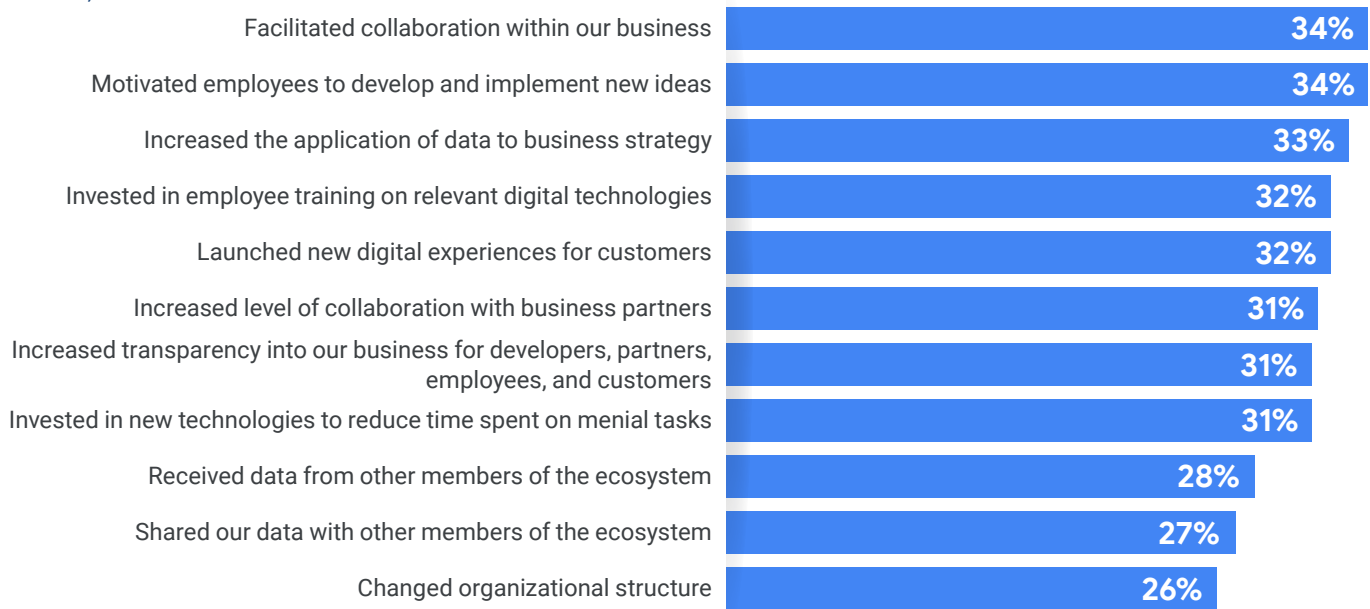 Facilitated collaboration within our business 34%
Motivated employees to develop and implement new ideas 34%
Increased the application of data to business strategy 33%
Invested in employee training on relevant digital technologies 32%
Launched new digital experiences for customers 32%
Increased level of collaboration with business partners 31%
Increased transparency into our business for developers, partners,
employees, and customers 31%
Invested in new technologies to reduce time spent on menial tasks 31%
Received data from other members of the ecosystem 28%
Shared our data with other members of the ecosystem 27%
Changed organizational structure 26%